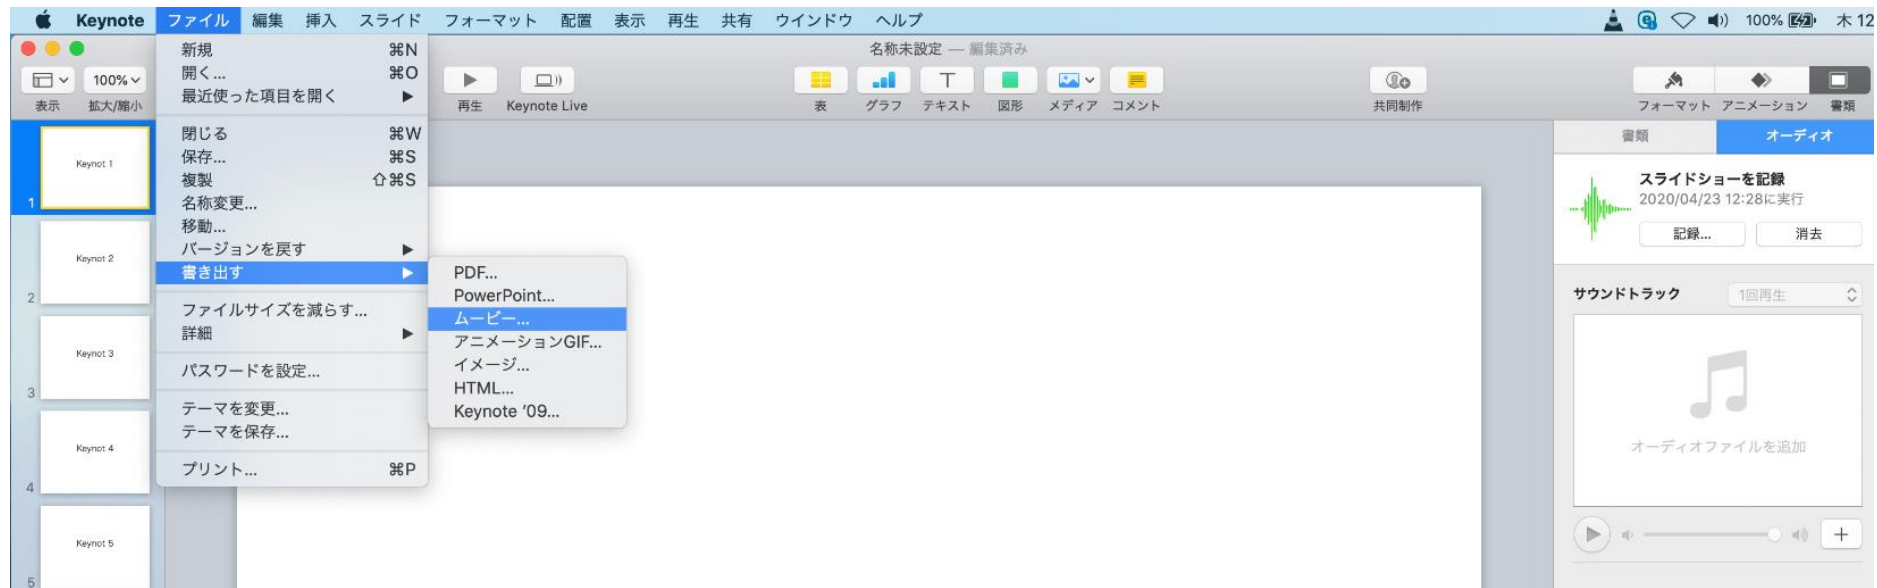 Keynote ファイル 編集 挿入 スライド フォーマット 配置 表示 再生 共有 ウインドウ ヘルプ 100% 木 12
名称未設定 — 編集済み
100%
表示 拡大/縮小 再生 Keynote Live 表 グラフ テキスト 図形 メディア コメント 共同制作 フォーマット アニメーション 書類
新規 ⌘N
開く... ⌘O
最近使った項目を開く ▶
閉じる ⌘W
保存... ⌘S
複製 ⇧⌘S
名称変更...
移動...
バージョンを戻す ▶
書き出す ▶
ファイルサイズを減らす...
詳細 ▶
パスワードを設定...
テーマを変更...
テーマを保存...
プリント... ⌘P
PDF...
PowerPoint...
ムービー...
アニメーションGIF...
イメージ...
HTML...
Keynote '09...
Keynot 1
1
Keynot 2
2
Keynot 3
3
Keynot 4
4
Keynot 5
5
書類 オーディオ
スライドショーを記録
2020/04/23 12:28に実行
記録... 消去
サウンドトラック 1回再生
オーディオファイルを追加